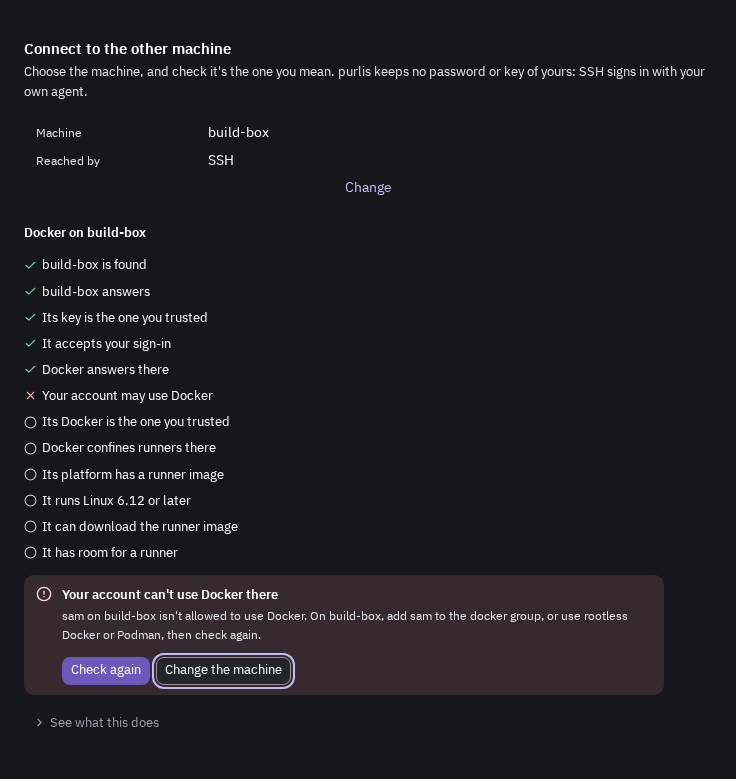 Connect to the other machine
Choose the machine, and check it's the one you mean. purlis keeps no password or key of yours: SSH signs in with your
own agent.
Machine build-box
Reached by SSH
Change
Docker on build-box
build-box is found
build-box answers
Its key is the one you trusted
It accepts your sign-in
Docker answers there
Your account may use Docker
Its Docker is the one you trusted
Docker confines runners there
Its platform has a runner image
It runs Linux 6.12 or later
It can download the runner image
It has room for a runner
Your account can't use Docker there
sam on build-box isn't allowed to use Docker. On build-box, add sam to the docker group, or use rootless
Docker or Podman, then check again.
Check again Change the machine
See what this does